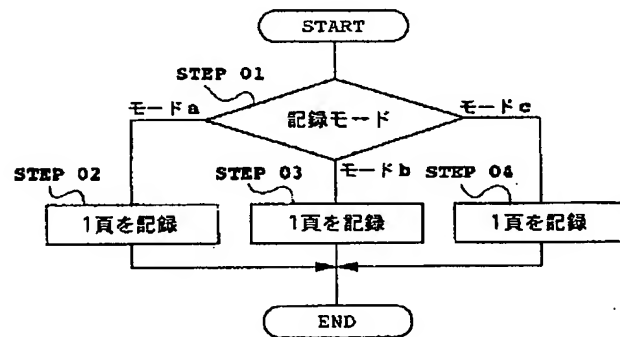 START
STEP 01
モードa
記録モード
モードc
STEP 02
STEP 03
モードb
STEP 04
1頁を記録
1頁を記録
1頁を記録
END